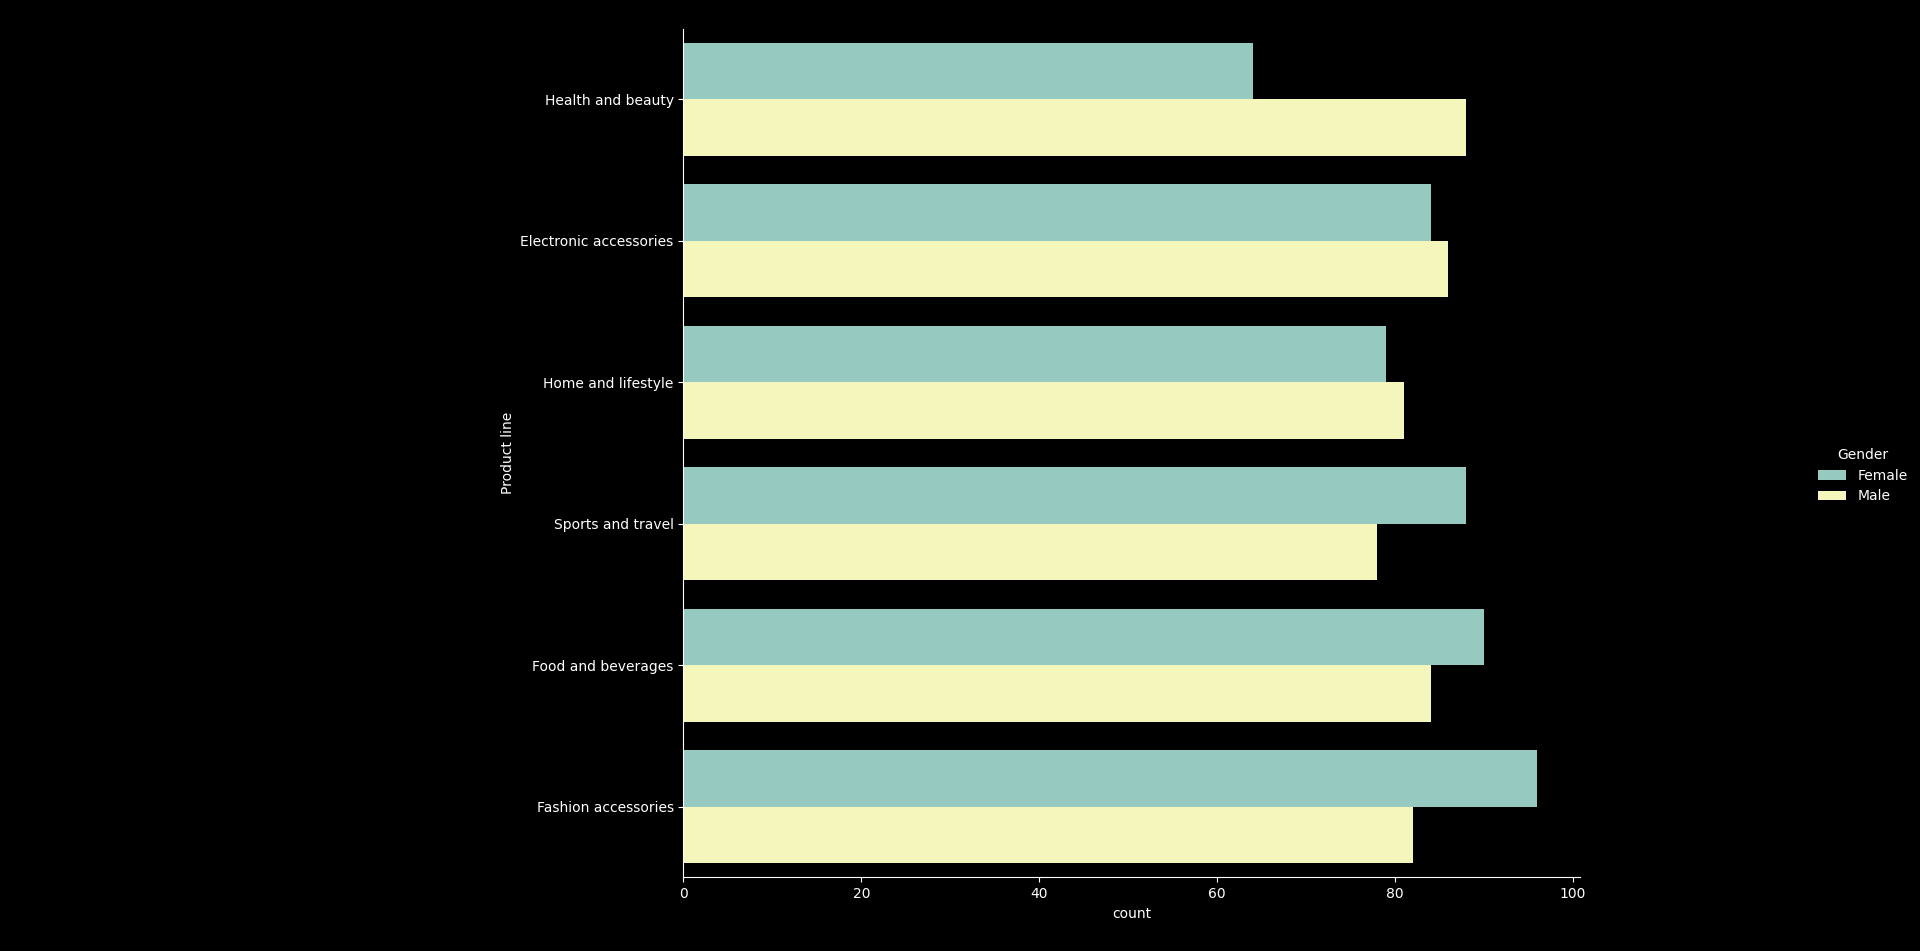 Health and beauty
Electronic accessories
Home and lifestyle
Product line
Sports and travel
Food and beverages
Fashion accessories
0 20 40 60 80 100
count
Gender
Female
Male